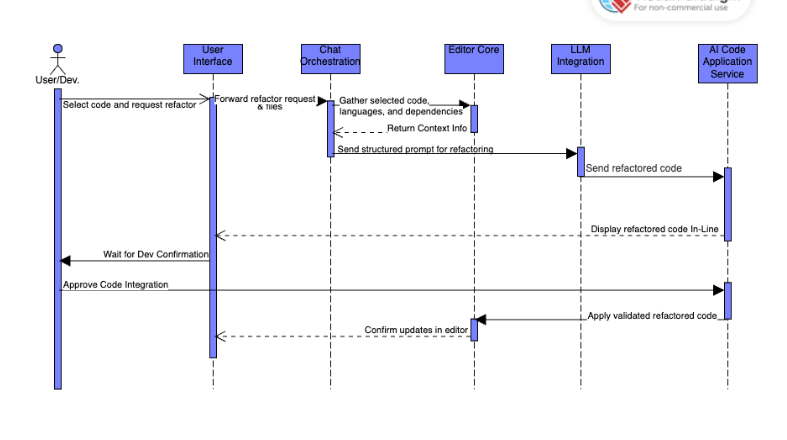 For non-commercial use
User/Dev.
User
Interface
Chat
Orchestration
Editor Core
LLM
Integration
AI Code
Application
Service
Select code and request refactor
Forward refactor request
& files
Gather selected code,
languages, and dependencies
Return Context Info
Send structured prompt for refactoring
Send refactored code
Display refactored code In-Line
Wait for Dev Confirmation
Approve Code Integration
Apply validated refactored code
Confirm updates in editor